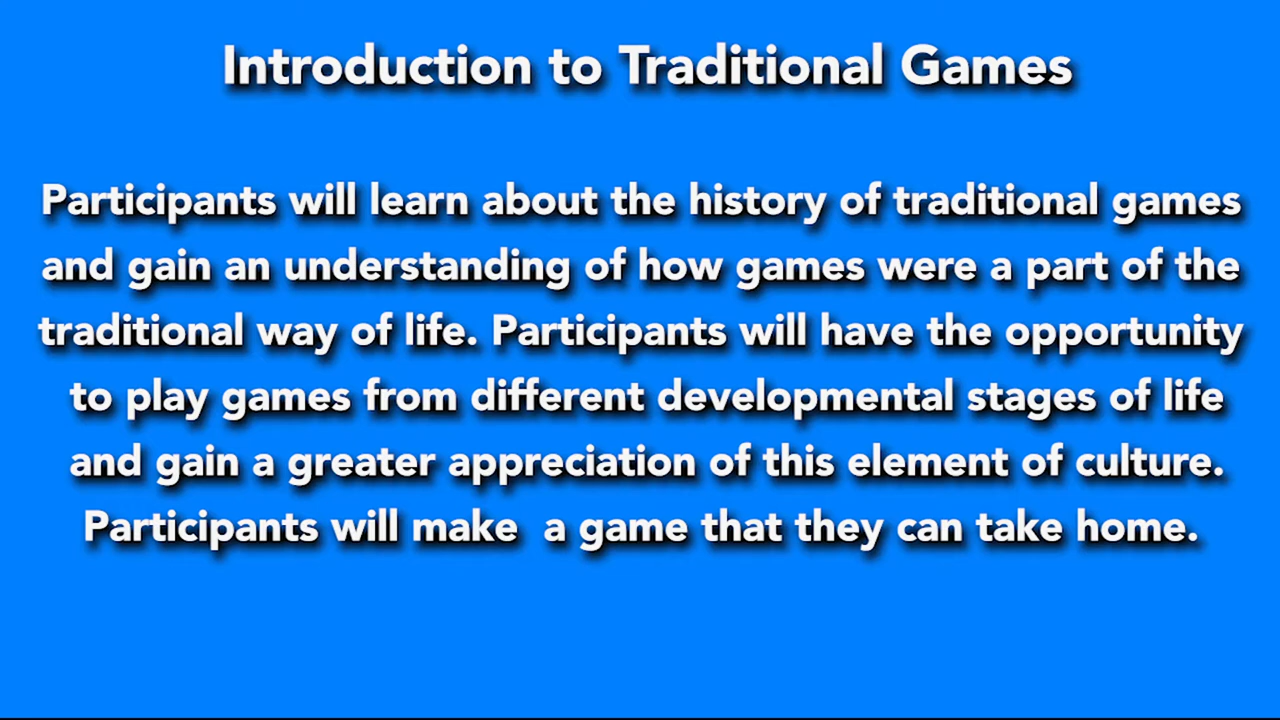 Introduction to Traditional Games
Participants will learn about the history of traditional games
and gain an understanding of how games were a part of the
traditional way of life. Participants will have the opportunity
to play games from different developmental stages of life
and gain a greater appreciation of this element of culture.
Participants will make  a game that they can take home.